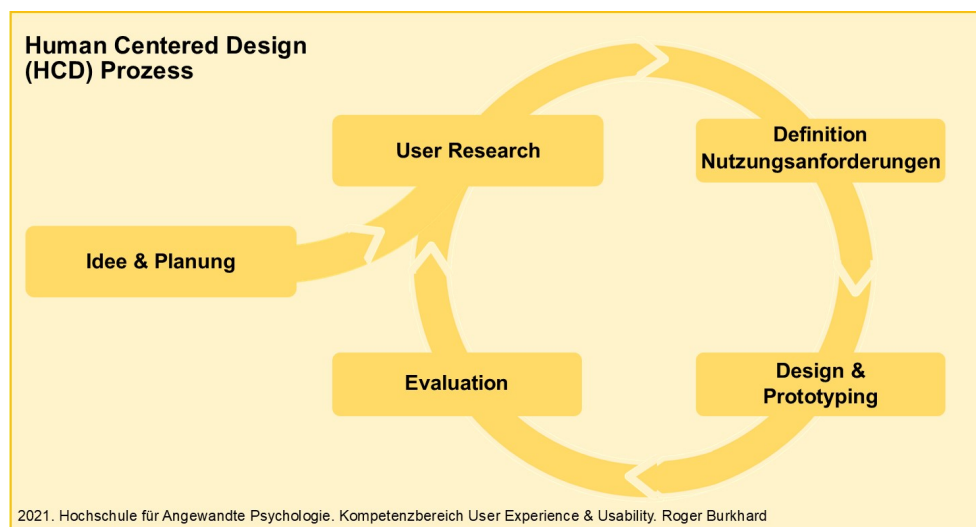 Human Centered Design
(HCD) Prozess
User Research
Definition
Nutzungsanforderungen
Idee & Planung
Evaluation
Design &
Prototyping
2021. Hochschule für Angewandte Psychologie. Kompetenzbereich User Experience & Usability. Roger Burkhard